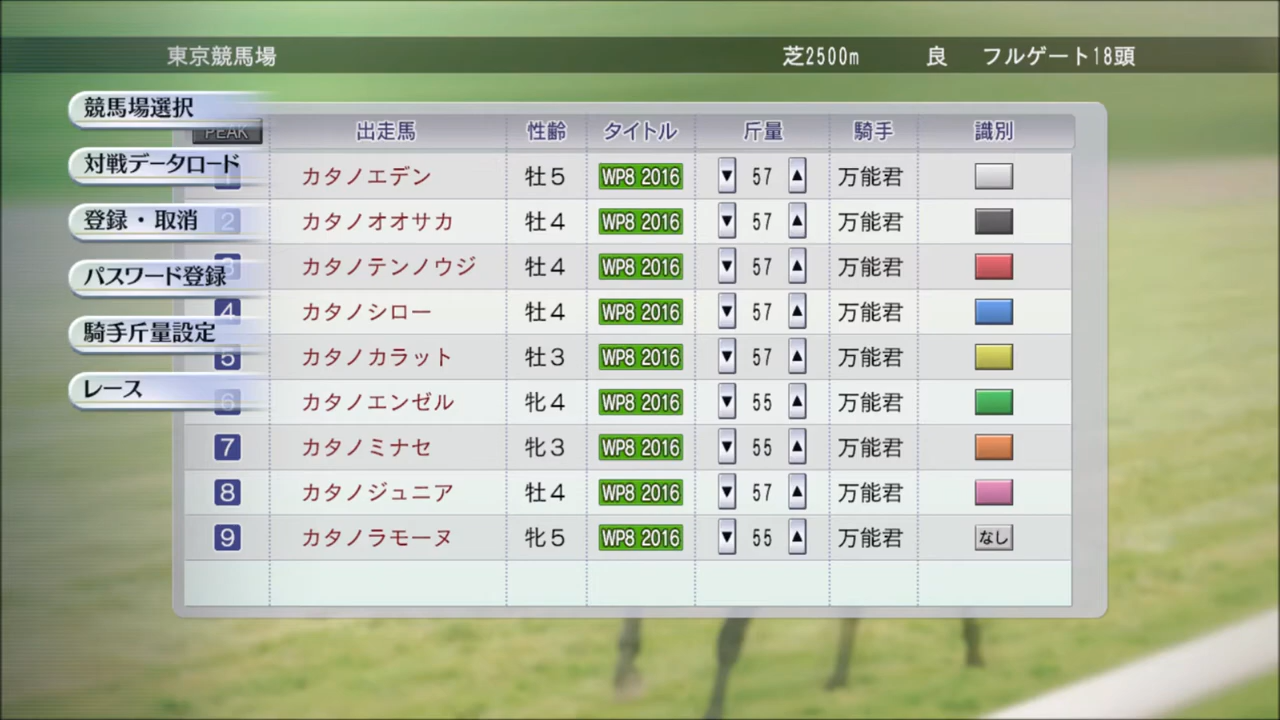 東京競馬場 芝2500m 良 フルゲート18頭
競馬場選択
対戦データロード
登録・取消
パスワード登録
騎手斤量設定
レース
PEAK 出走馬 性齢 タイトル 斤量 騎手 識別
1 カタノエデン 牡5 WP8 2016 ▼ 57 ▲ 万能君
2 カタノオオサカ 牡4 WP8 2016 ▼ 57 ▲ 万能君
3 カタノテンノウジ 牡4 WP8 2016 ▼ 57 ▲ 万能君
4 カタノシロー 牡4 WP8 2016 ▼ 57 ▲ 万能君
5 カタノカラット 牡3 WP8 2016 ▼ 57 ▲ 万能君
6 カタノエンゼル 牝4 WP8 2016 ▼ 55 ▲ 万能君
7 カタノミナセ 牝3 WP8 2016 ▼ 55 ▲ 万能君
8 カタノジュニア 牡4 WP8 2016 ▼ 57 ▲ 万能君
9 カタノラモーヌ 牝5 WP8 2016 ▼ 55 ▲ 万能君 なし